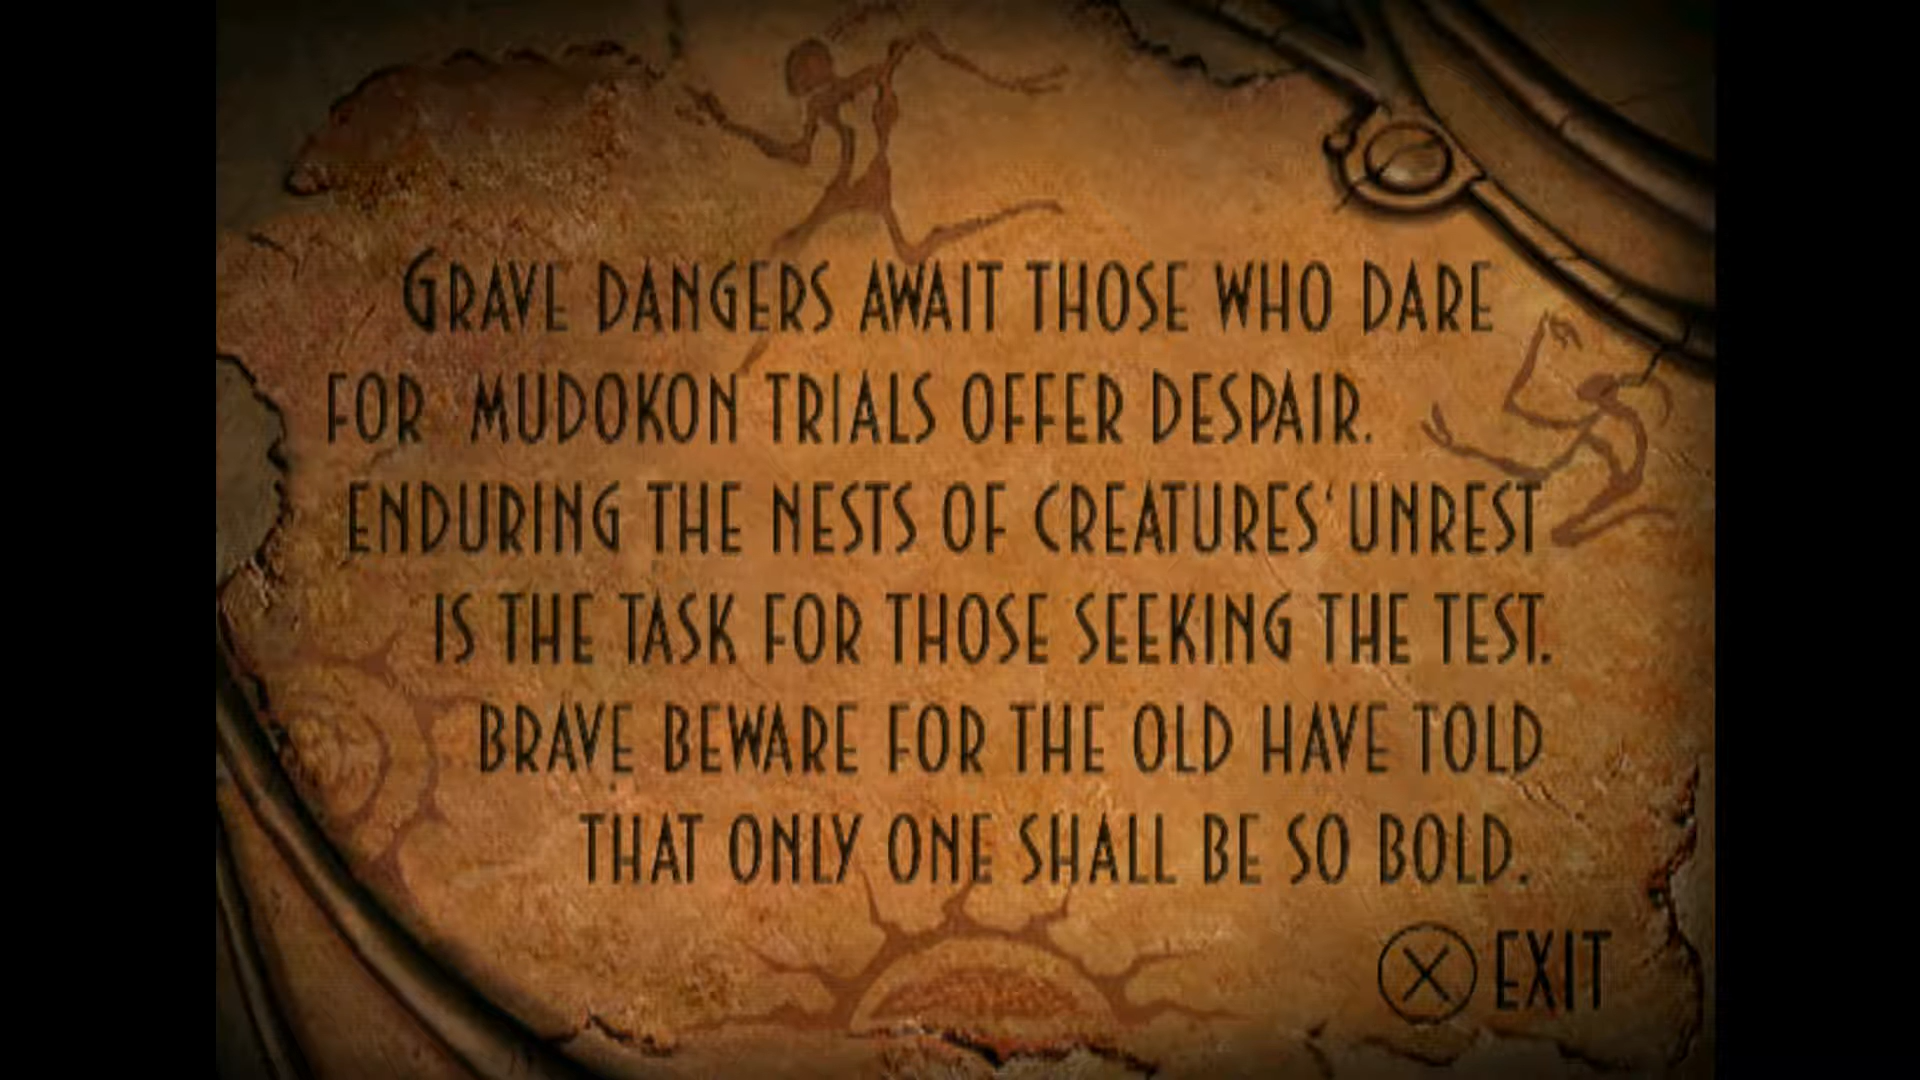 GRAVE DANGERS AWAIT THOSE WHO DARE
FOR MUDOKON TRIALS OFFER DESPAIR.
ENDURING THE NESTS OF CREATURES' UNREST
IS THE TASK FOR THOSE SEEKING THE TEST.
BRAVE BEWARE FOR THE OLD HAVE TOLD
THAT ONLY ONE SHALL BE SO BOLD.
X EXIT